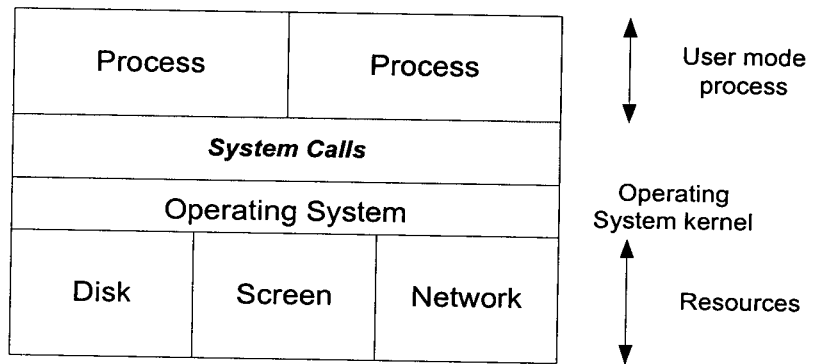 Process
Process
User mode
process
System Calls
Operating System
Operating
System kernel
Disk
Screen
Network
Resources